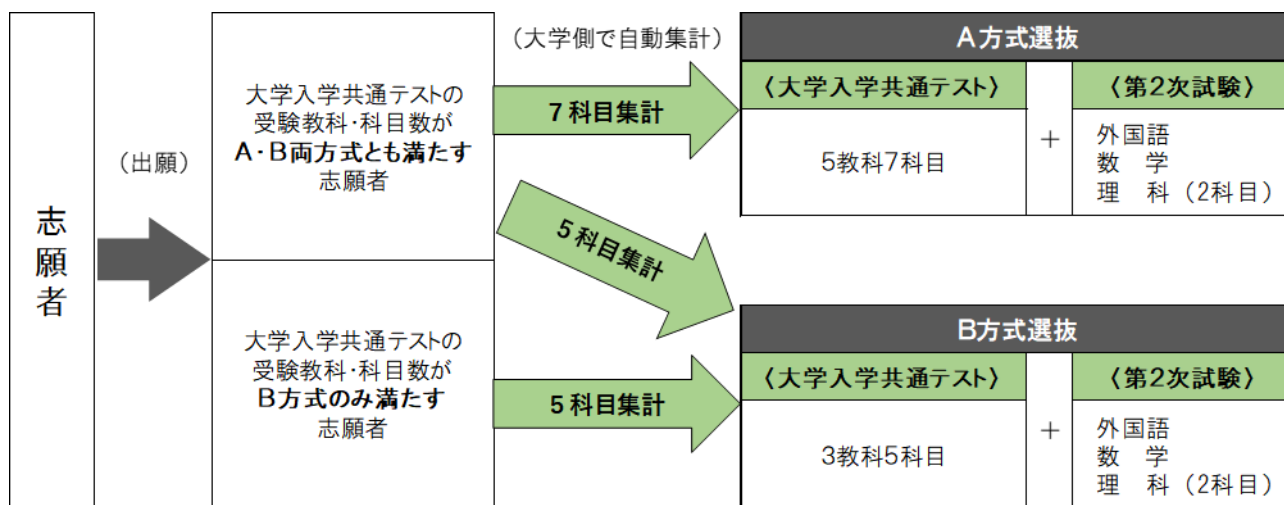 志願者
（出願）
大学入学共通テストの
受験教科・科目数が
A・B両方式とも満たす
志願者
大学入学共通テストの
受験教科・科目数が
B方式のみ満たす
志願者
（大学側で自動集計）
7科目集計
5科目集計
5科目集計
A方式選抜
〈大学入学共通テスト〉
5教科7科目
＋
〈第2次試験〉
外国語
数　学
理　科（2科目）
B方式選抜
〈大学入学共通テスト〉
3教科5科目
＋
〈第2次試験〉
外国語
数　学
理　科（2科目）